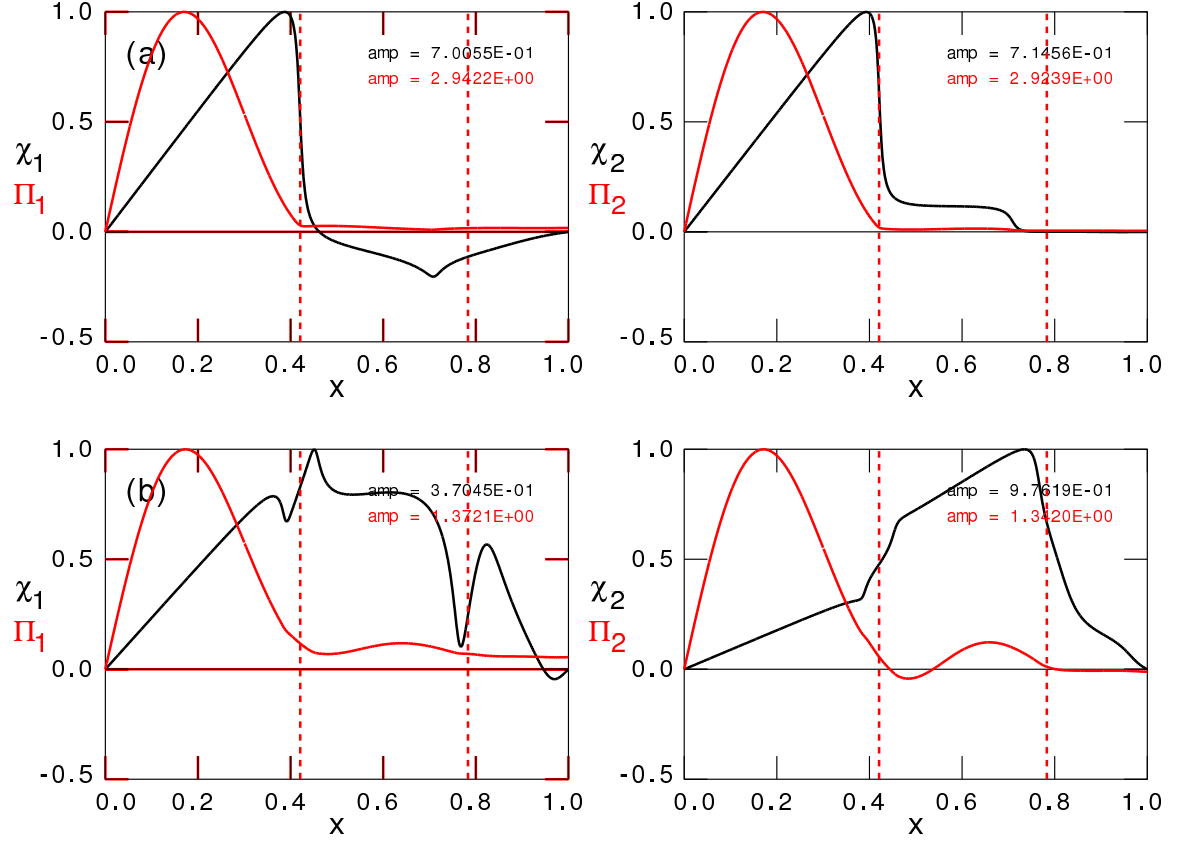 1.0
(a)
amp = 7.0055E-01
amp = 2.9422E+00
0.5
χ1
Π1
0.0
-0.5
0.0 0.2 0.4 0.6 0.8 1.0
x
1.0
amp = 7.1456E-01
amp = 2.9239E+00
0.5
χ2
Π2
0.0
-0.5
0.0 0.2 0.4 0.6 0.8 1.0
x
1.0
(b)
amp = 3.7045E-01
amp = 1.3721E+00
0.5
χ1
Π1
0.0
-0.5
0.0 0.2 0.4 0.6 0.8 1.0
x
1.0
amp = 9.7619E-01
amp = 1.3420E+00
0.5
χ2
Π2
0.0
-0.5
0.0 0.2 0.4 0.6 0.8 1.0
x